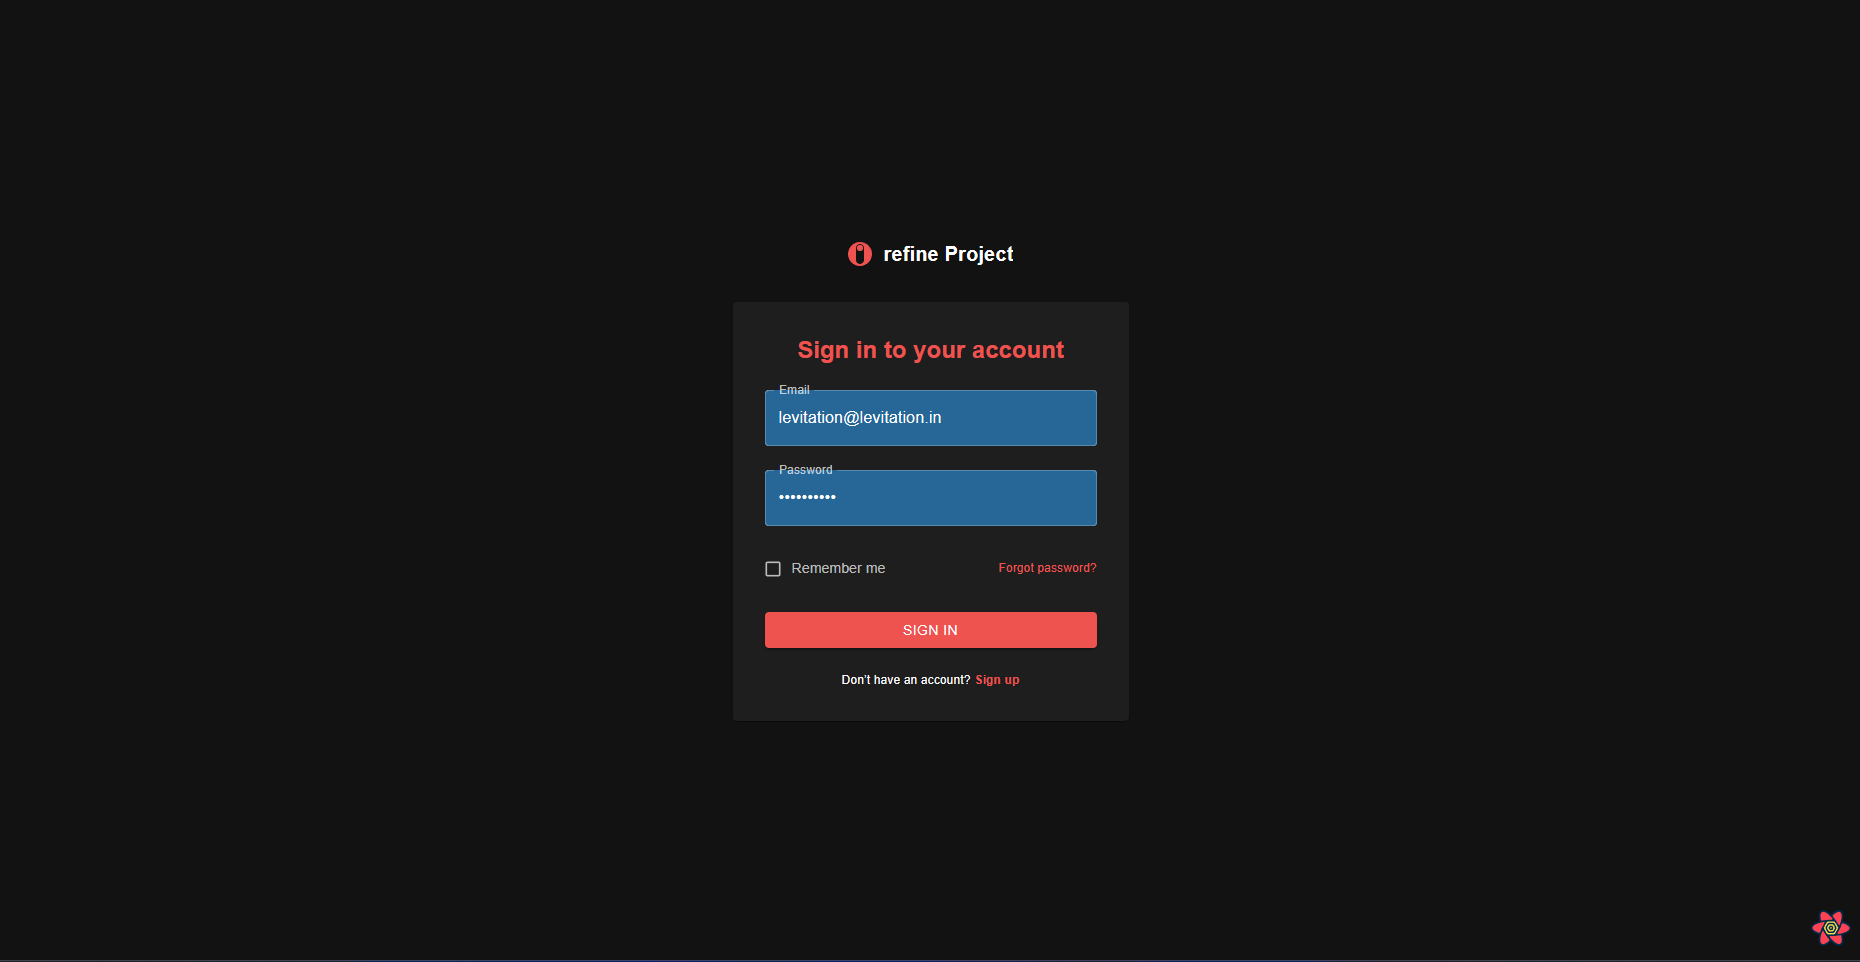 refine Project
Sign in to your account
Email
levitation@levitation.in
Password
••••••••••
Remember me
Forgot password?
SIGN IN
Don't have an account? Sign up